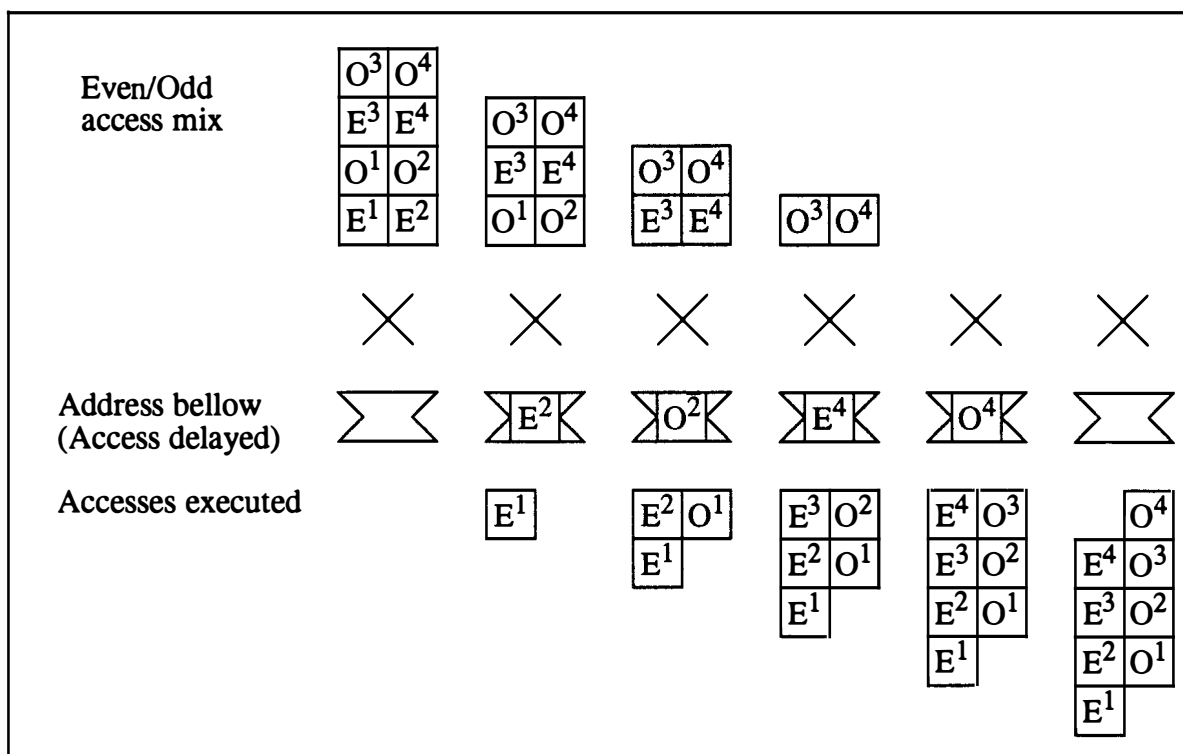 Even/Odd
access mix
O³ O⁴
E³ E⁴ O³ O⁴
O¹ O² E³ E⁴ O³ O⁴
E¹ E² O¹ O² E³ E⁴ O³ O⁴
Address bellow
(Access delayed)
E² O² E⁴ O⁴
Accesses executed
E¹ E² O¹ E³ O² E⁴ O³ O⁴
E¹ E² O¹ E³ O² E⁴ O³
E¹ E² O¹ E³ O²
E¹ E² O¹
E¹